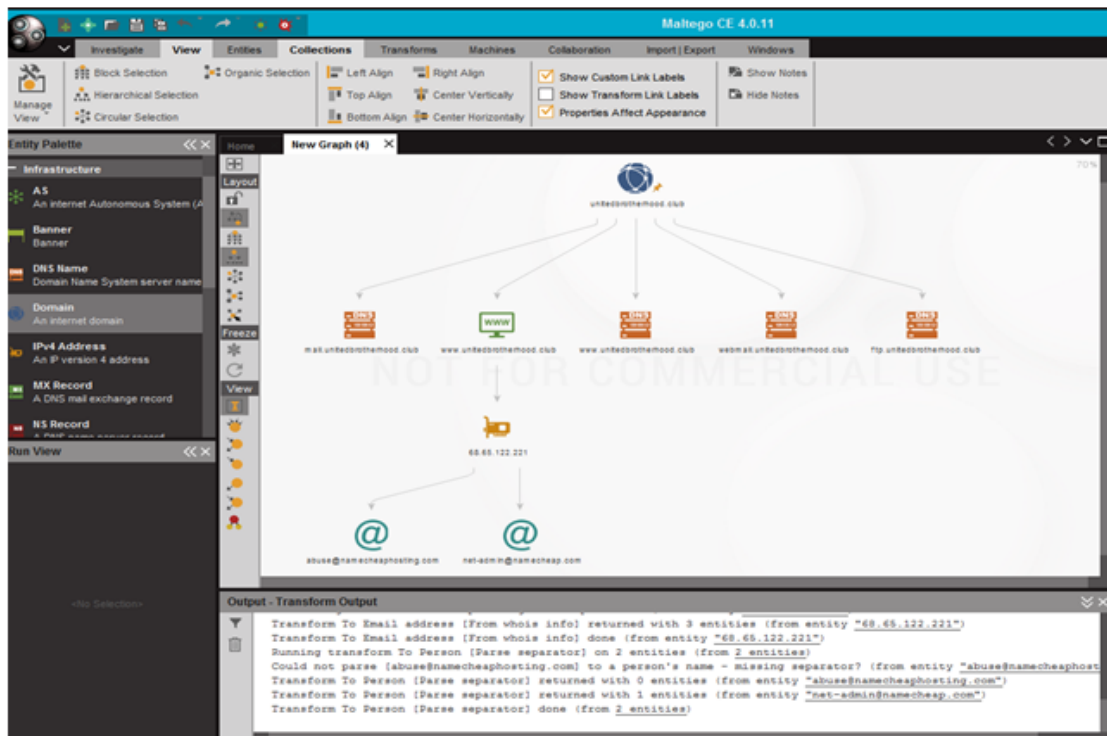 Maltego CE 4.0.11
Investigate View Entities Collections Transforms Machines Collaboration Import | Export Windows
Block Selection Organic Selection Left Align Right Align Show Custom Link Labels Show Notes
Hierarchical Selection Top Align Center Vertically Show Transform Link Labels Hide Notes
Circular Selection Bottom Align Center Horizontally Properties Affect Appearance
Manage
View
Entity Palette
Infrastructure
AS
An internet Autonomous System (A
Banner
Banner
DNS Name
Domain Name System server name
Domain
An internet domain
IPv4 Address
An IP version 4 address
MX Record
A DNS mail exchange record
NS Record
A DNS name server record
Run View
<No Selection>
Home New Graph (4)
Layout
Freeze
View
70%
unitedbrotherhood.club
DNS WWW DNS DNS DNS
mail.unitedbrotherhood.club www.unitedbrotherhood.club www.unitedbrotherhood.club webmail.unitedbrotherhood.club ftp.unitedbrotherhood.club
NOT FOR COMMERCIAL USE
68.65.122.221
abuse@namecheaphosting.com net-admin@namecheap.com
Output - Transform Output
Transform To Email address [From whois info] returned with 3 entities (from entity "68.65.122.221")
Transform To Email address [From whois info] done (from entity "68.65.122.221")
Running transform To Person [Parse separator] on 2 entities (from 2 entities)
Could not parse [abuse@namecheaphosting.com] to a person's name - missing separator? (from entity "abuse@namecheaphost
Transform To Person [Parse separator] returned with 0 entities (from entity "abuse@namecheaphosting.com")
Transform To Person [Parse separator] returned with 1 entities (from entity "net-admin@namecheap.com")
Transform To Person [Parse separator] done (from 2 entities)